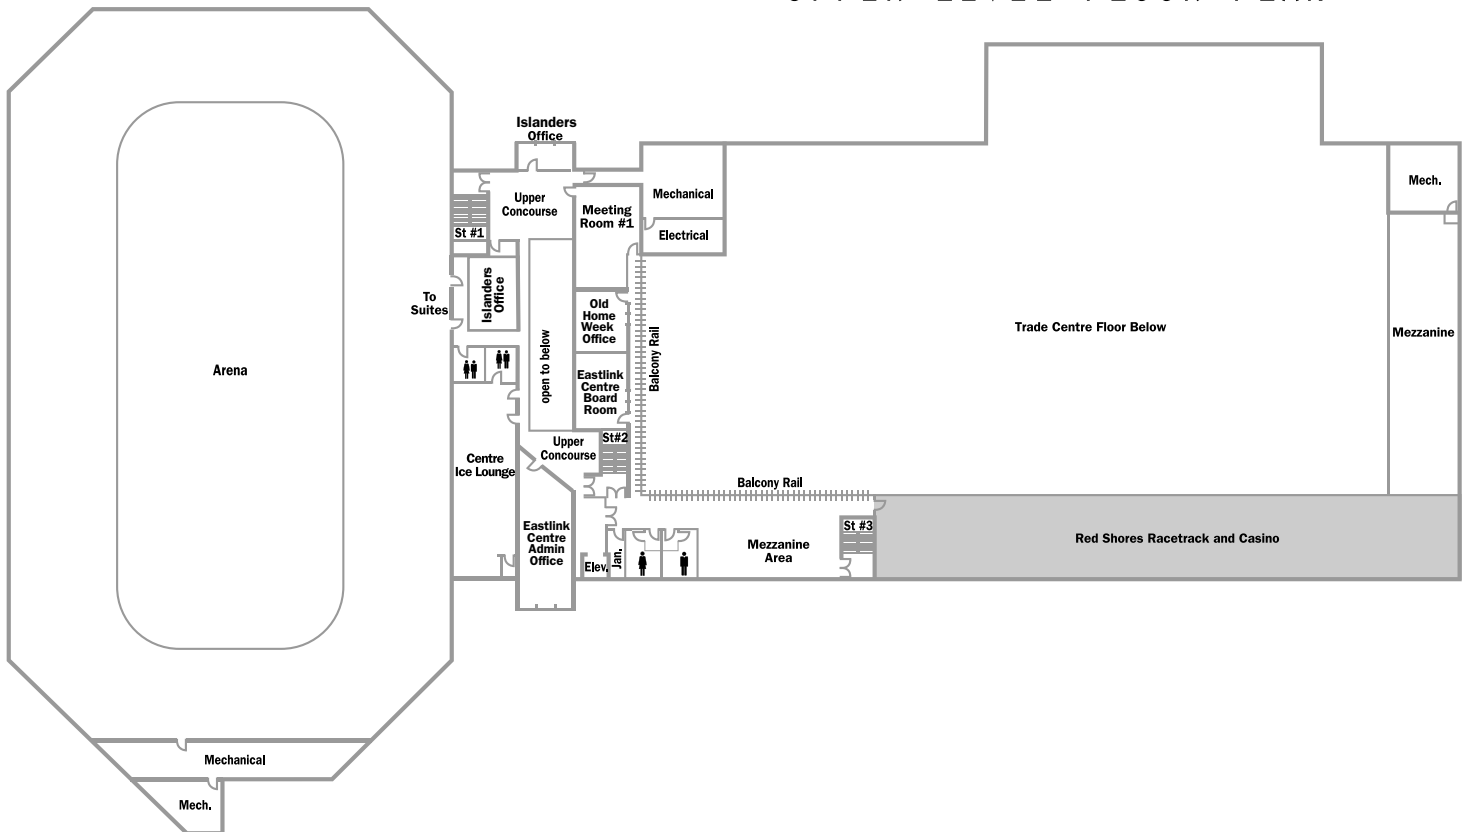 Islanders
Office
Upper
Concourse
Meeting
Room #1
Mechanical
Electrical
Mech.
St #1
To
Suites
Islanders
Office
open to below
Old
Home
Week
Office
Eastlink
Centre
Board
Room
Balcony Rail
Trade Centre Floor Below
Mezzanine
Arena
Upper
Concourse
St#2
Centre
Ice Lounge
Balcony Rail
Eastlink
Centre
Admin
Office
Elev.
Jan.
Mezzanine
Area
St #3
Red Shores Racetrack and Casino
Mechanical
Mech.